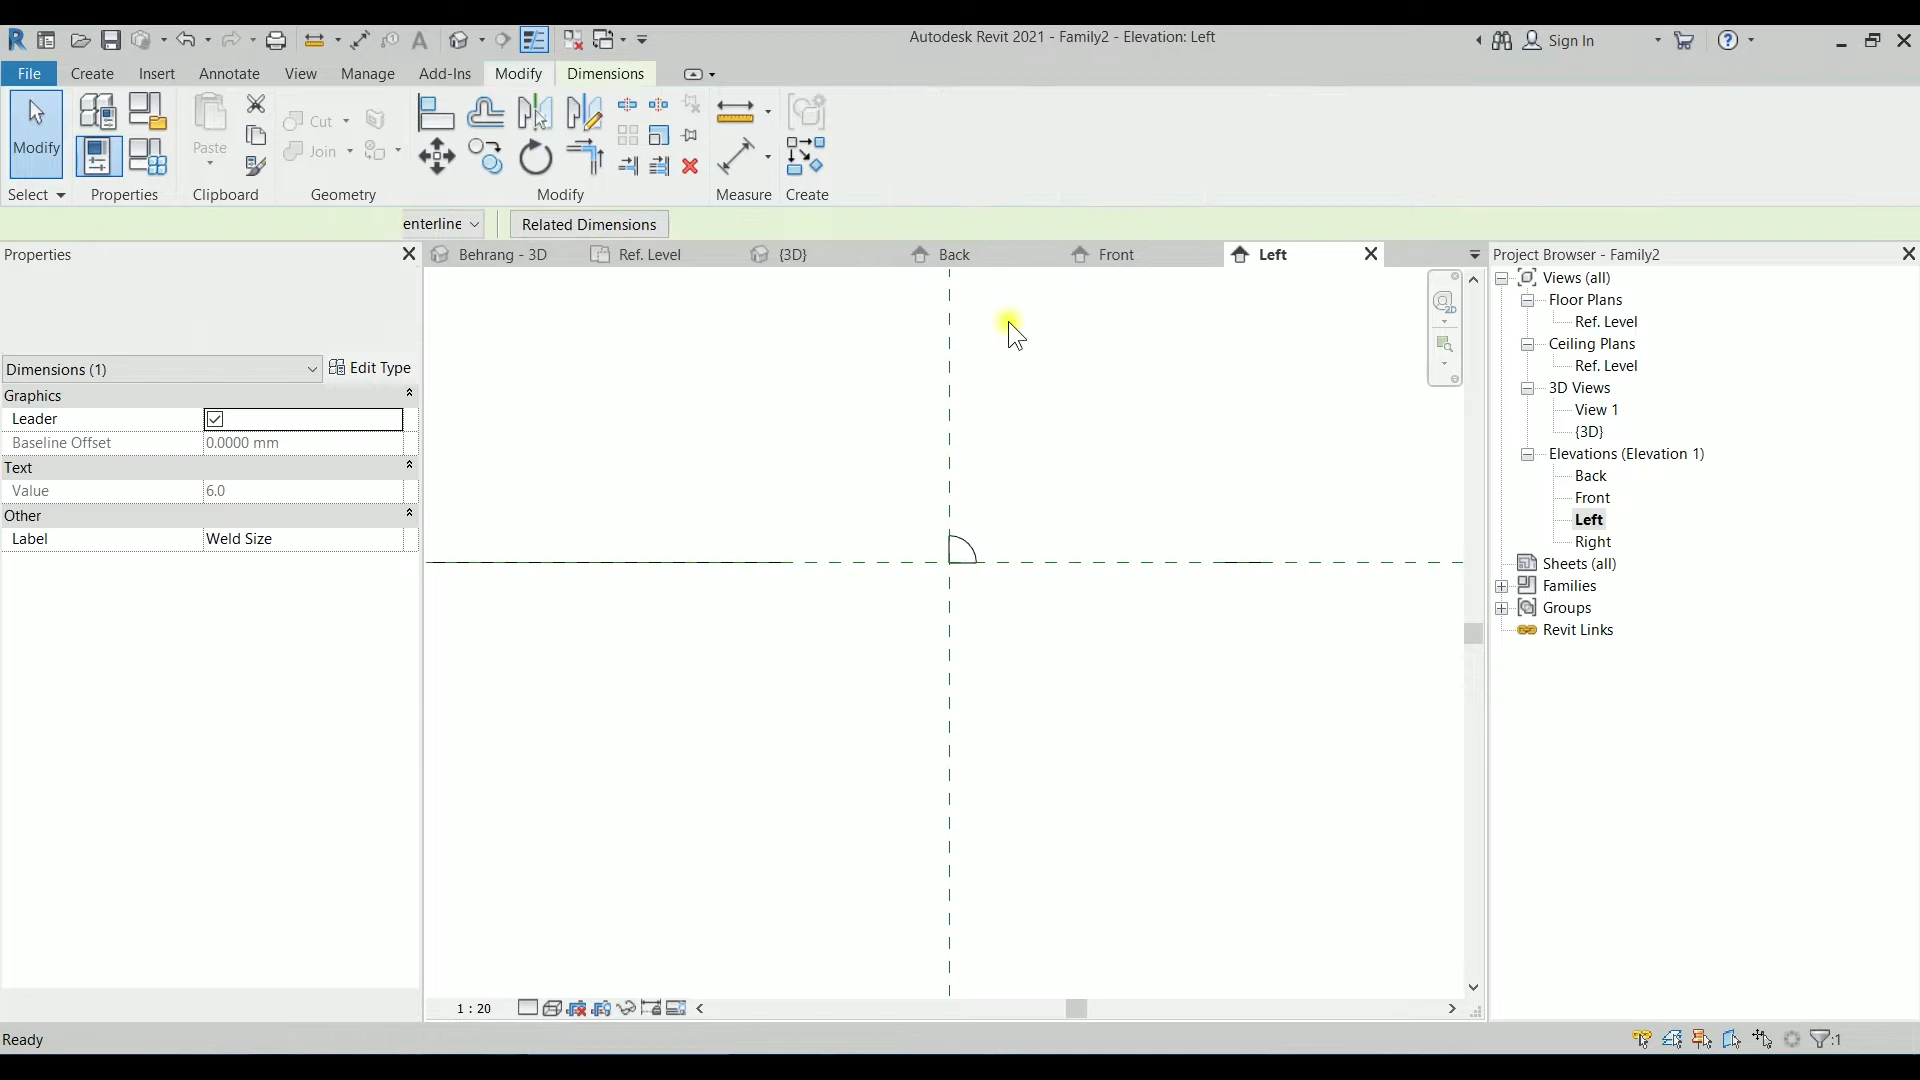 Autodesk Revit 2021 - Family2 - Elevation: Left
Sign In
File
Create
Insert
Annotate
View
Manage
Add-Ins
Modify
Dimensions
Modify
Paste
Cut
Join
Select
Properties
Clipboard
Geometry
Modify
Measure
Create
enterline
Related Dimensions
Properties
Behrang - 3D
Ref. Level
{3D}
Back
Front
Left
Project Browser - Family2
Dimensions (1)
Edit Type
Graphics
Leader
Baseline Offset
0.0000 mm
Text
Value
6.0
Other
Label
Weld Size
2D
Views (all)
Floor Plans
Ref. Level
Ceiling Plans
Ref. Level
3D Views
View 1
{3D}
Elevations (Elevation 1)
Back
Front
Left
Right
Sheets (all)
Families
Groups
Revit Links
1 : 20
Ready
:1